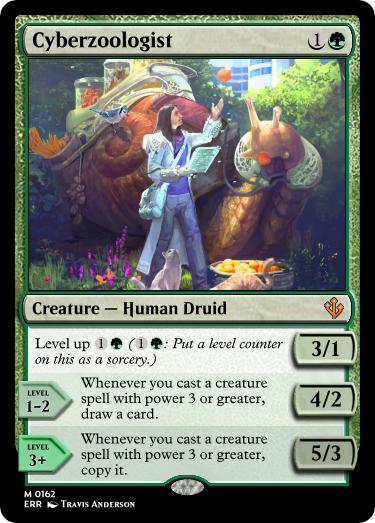 Cyberzoologist 1
Creature — Human Druid
Level up 1 ( 1 : Put a level counter
on this as a sorcery.)
3/1
LEVEL
1-2
Whenever you cast a creature
spell with power 3 or greater,
draw a card.
4/2
LEVEL
3+
Whenever you cast a creature
spell with power 3 or greater,
copy it.
5/3
M 0162
ERR Travis Anderson